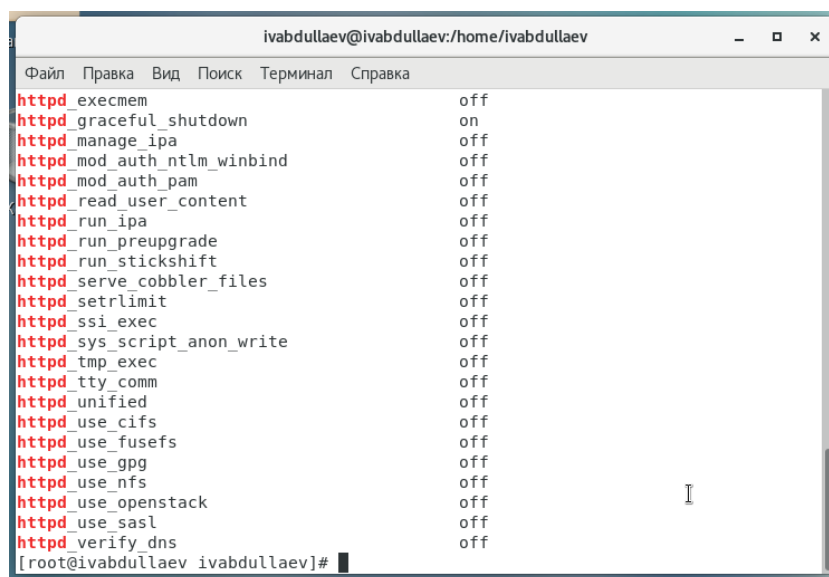 ivabdullaev@ivabdullaev:/home/ivabdullaev
Файл Правка Вид Поиск Терминал Справка
httpd_execmem off
httpd_graceful_shutdown on
httpd_manage_ipa off
httpd_mod_auth_ntlm_winbind off
httpd_mod_auth_pam off
httpd_read_user_content off
httpd_run_ipa off
httpd_run_preupgrade off
httpd_run_stickshift off
httpd_serve_cobbler_files off
httpd_setrlimit off
httpd_ssi_exec off
httpd_sys_script_anon_write off
httpd_tmp_exec off
httpd_tty_comm off
httpd_unified off
httpd_use_cifs off
httpd_use_fusefs off
httpd_use_gpg off
httpd_use_nfs off
httpd_use_openstack off
httpd_use_sasl off
httpd_verify_dns off
[root@ivabdullaev ivabdullaev]#